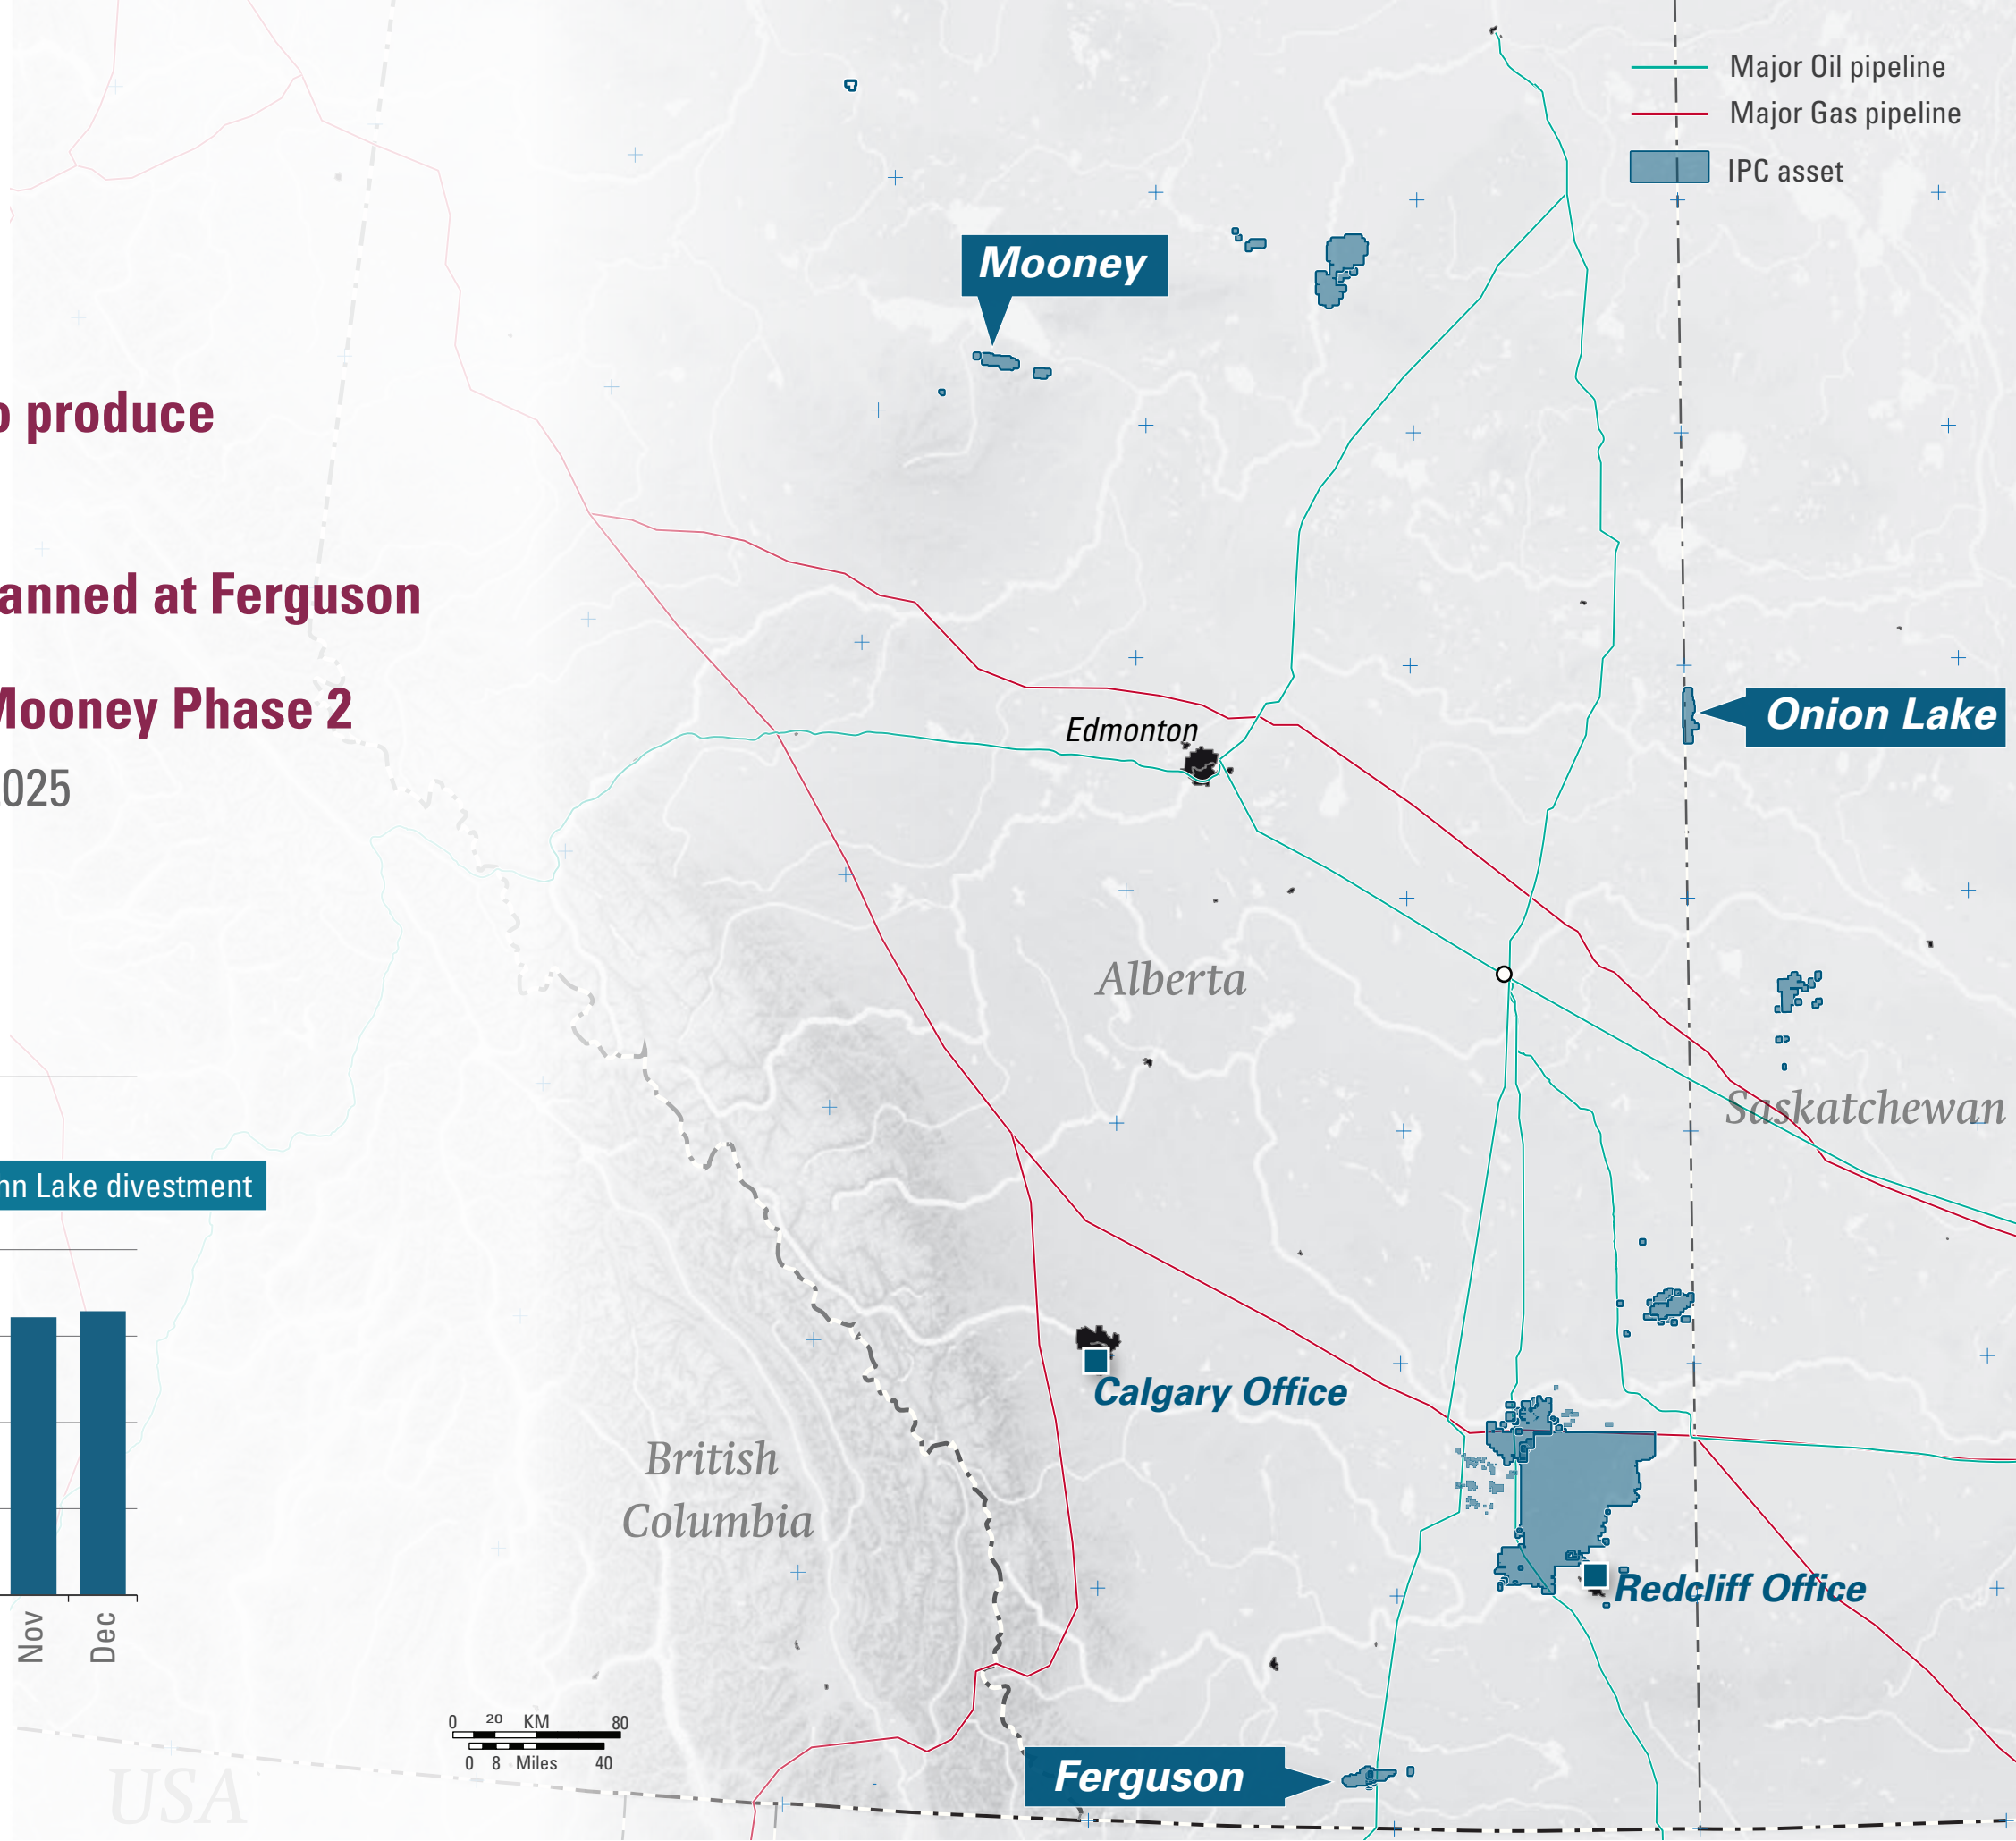 Major Oil pipeline
Major Gas pipeline
IPC asset
Mooney
produce
anned at Ferguson
Mooney Phase 2
025
Onion Lake
Edmonton
Alberta
Saskatchewan
nn Lake divestment
Calgary Office
British
Columbia
Redcliff Office
Nov
Dec
0 20 KM 80
0 8 Miles 40
Ferguson
USA